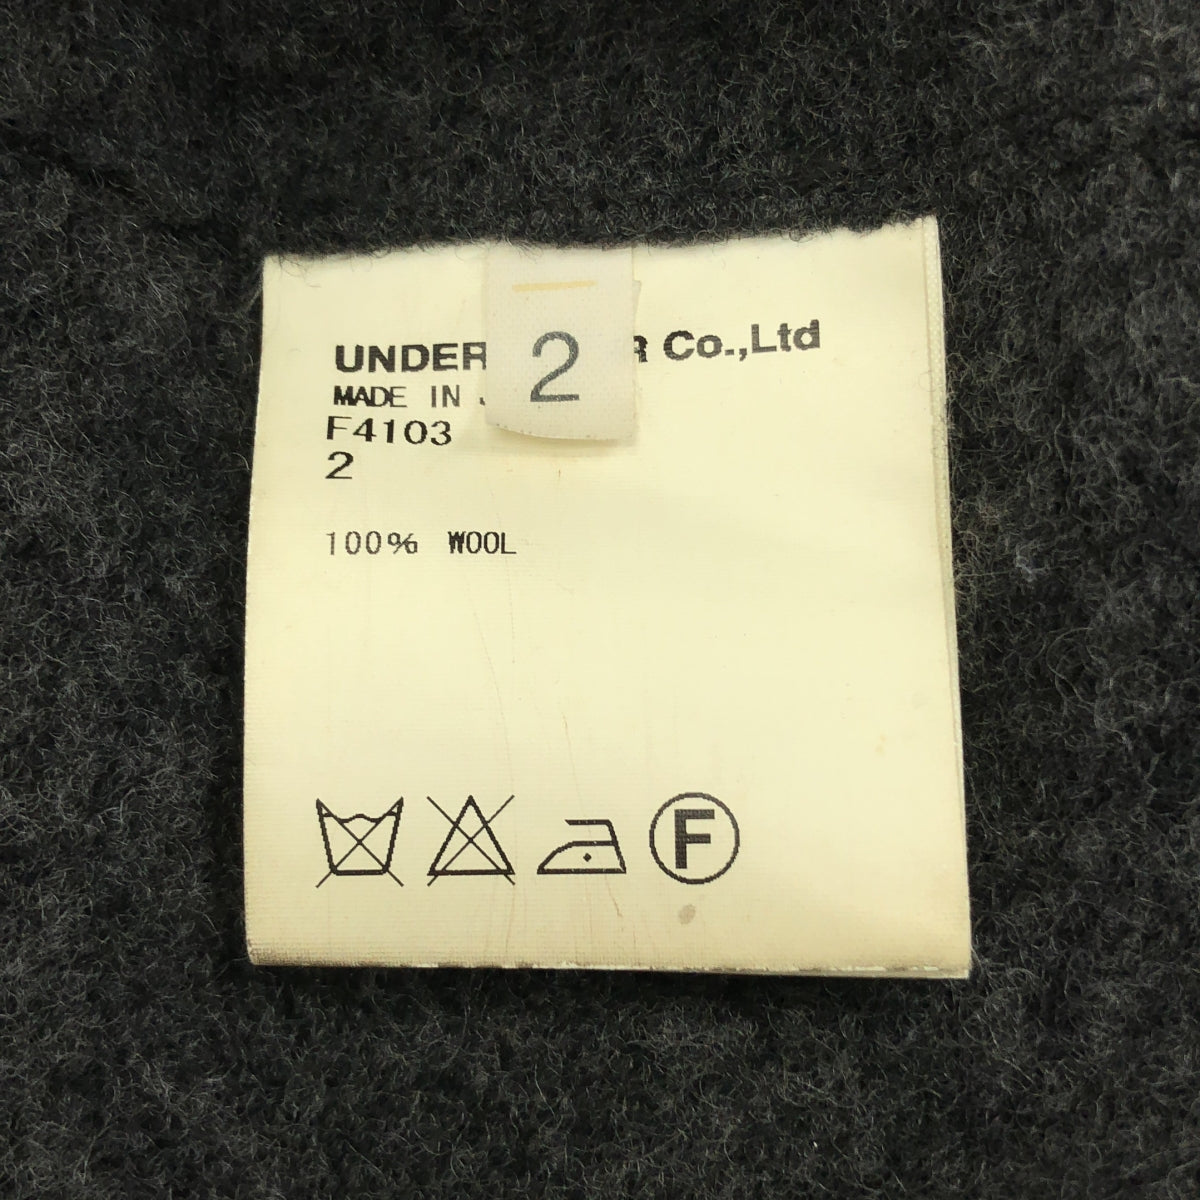 UNDER R Co.,Ltd
2
MADE IN
F4103
2
100% WOOL
F